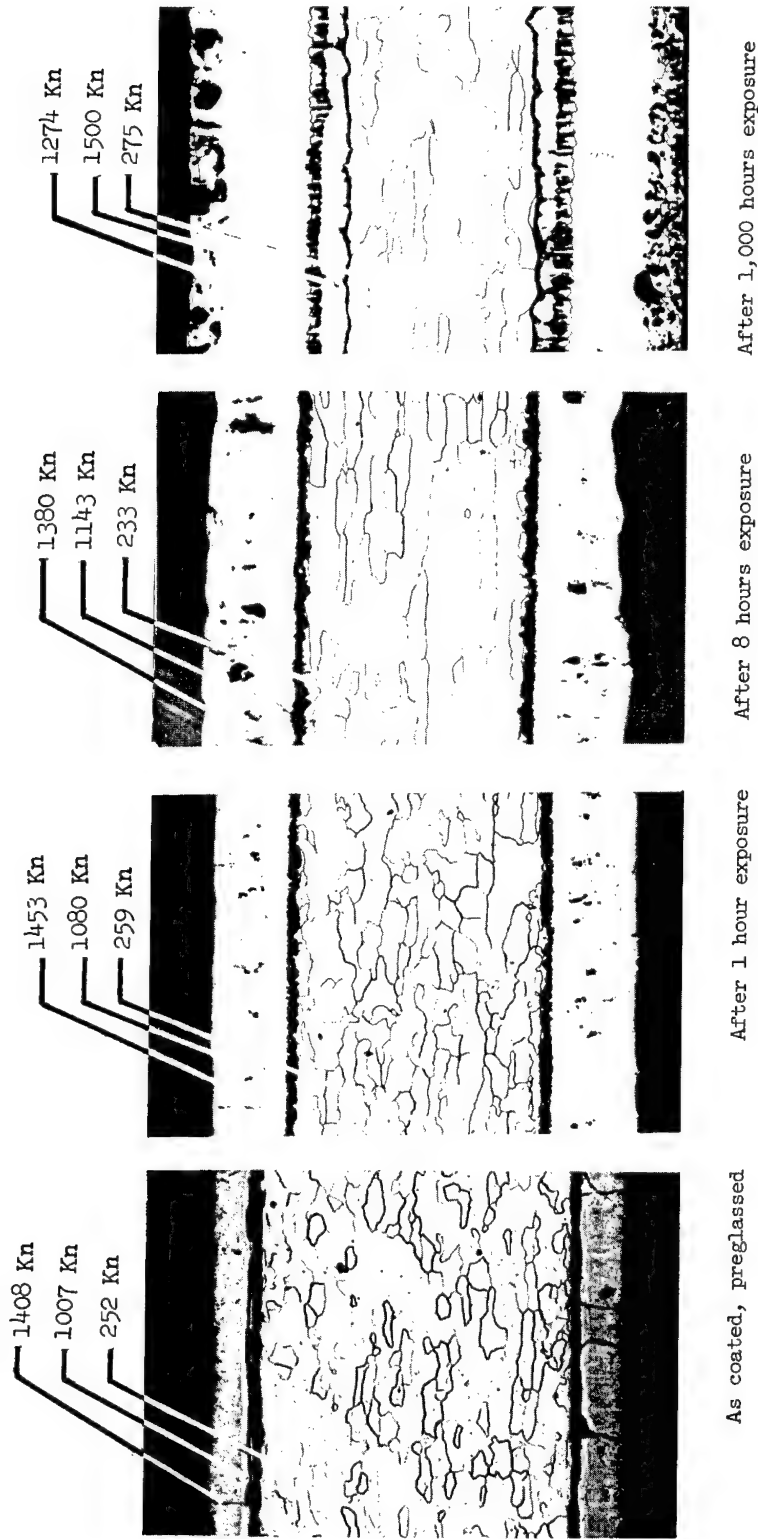 1408 Kn
1007 Kn
252 Kn
As coated, preglassed
1453 Kn
1080 Kn
259 Kn
After 1 hour exposure
1380 Kn
1143 Kn
233 Kn
After 8 hours exposure
1274 Kn
1500 Kn
275 Kn
After 1,000 hours exposure